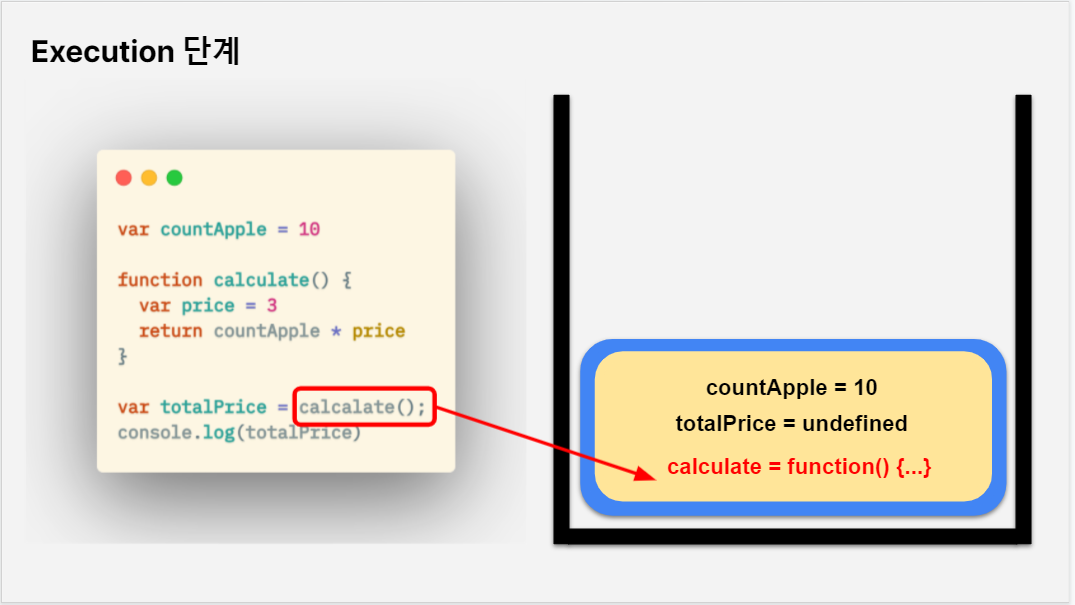 Execution 단계
var countApple = 10
function calculate() {
  var price = 3
  return countApple * price
}
var totalPrice = calcalate();
console.log(totalPrice)
countApple = 10
totalPrice = undefined
calculate = function() {...}